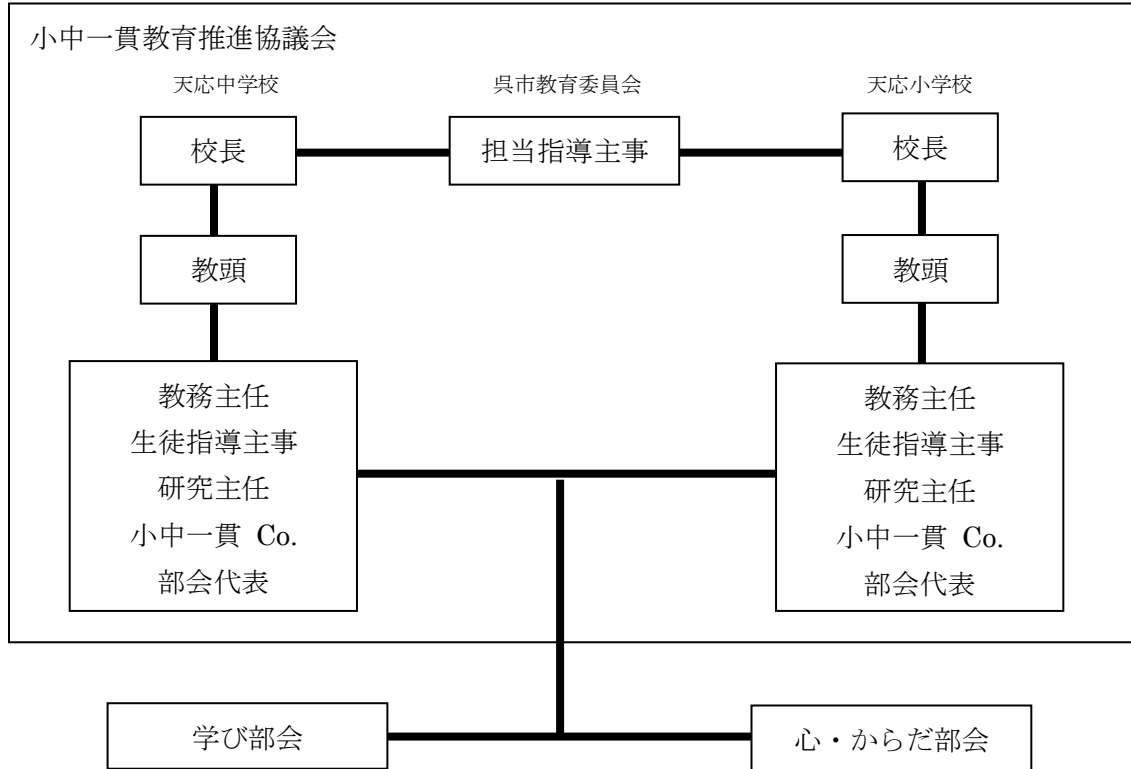 小中一貫教育推進協議会
天応中学校
呉市教育委員会
天応小学校
校長
担当指導主事
校長
教頭
教頭
教務主任
生徒指導主事
研究主任
小中一貫 Co.
部会代表
教務主任
生徒指導主事
研究主任
小中一貫 Co.
部会代表
学び部会
心・からだ部会